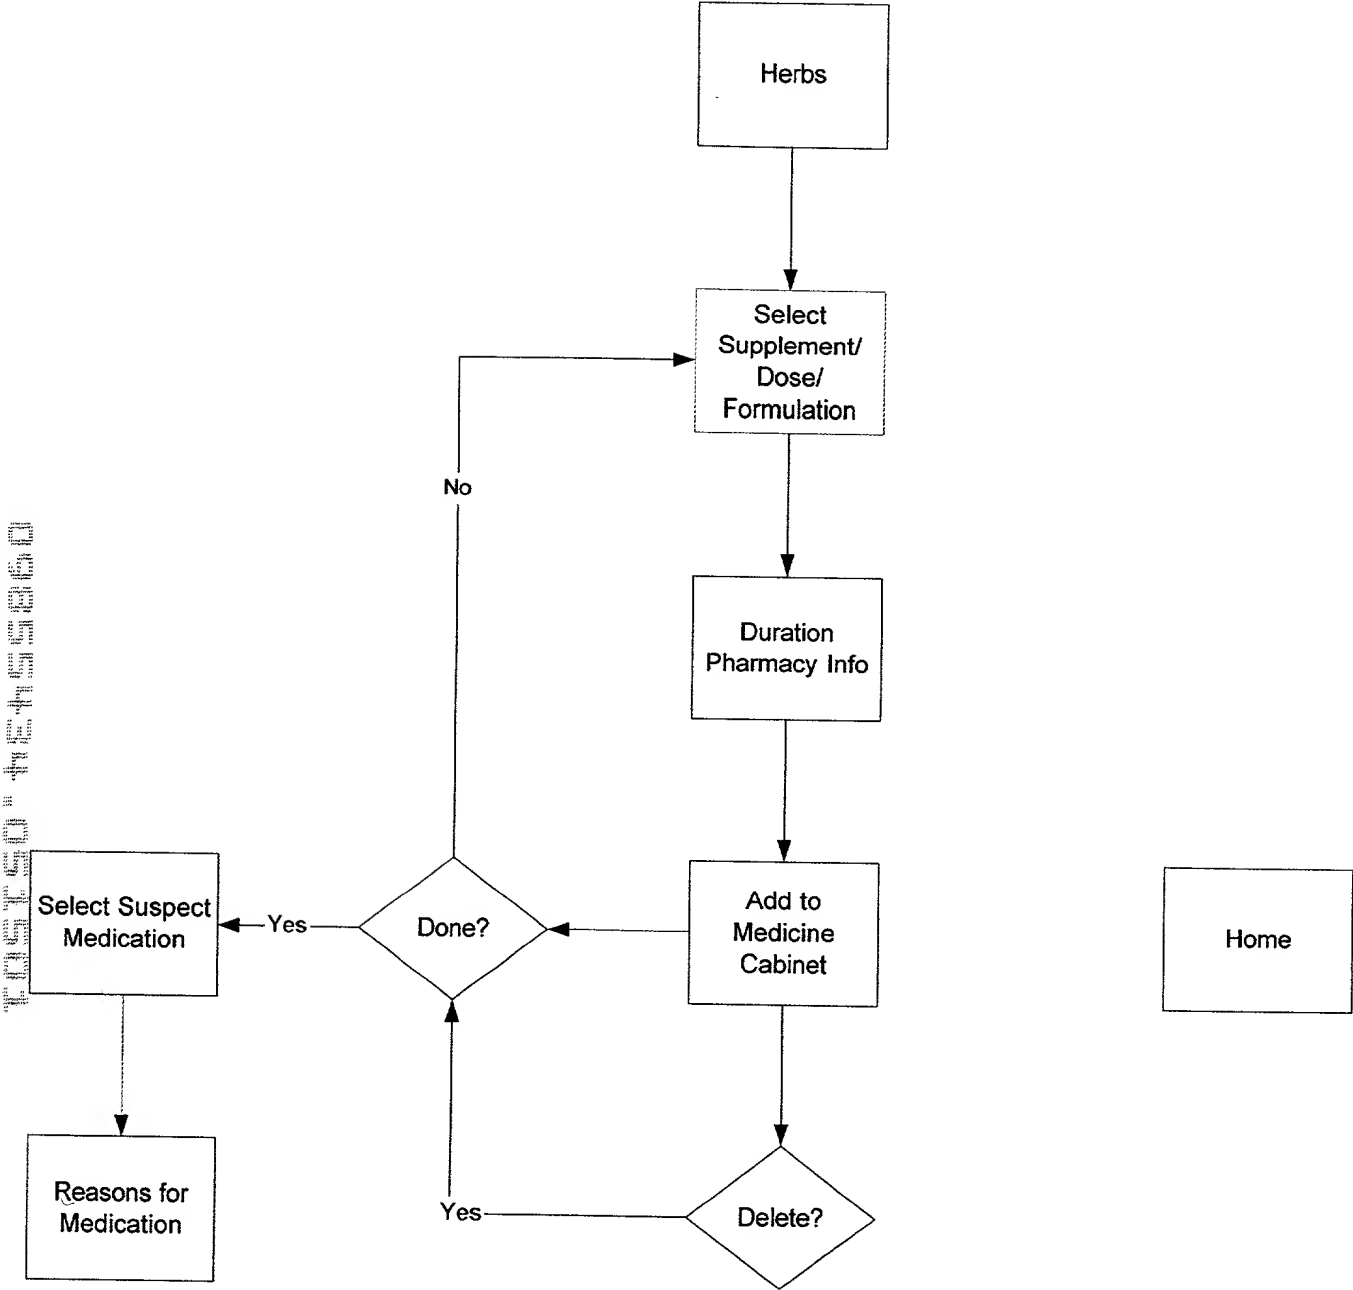 Herbs
Select
Supplement/
Dose/
Formulation
No
Duration
Pharmacy Info
Select Suspect
Medication
Yes
Done?
Add to
Medicine
Cabinet
Home
Reasons for
Medication
Yes
Delete?